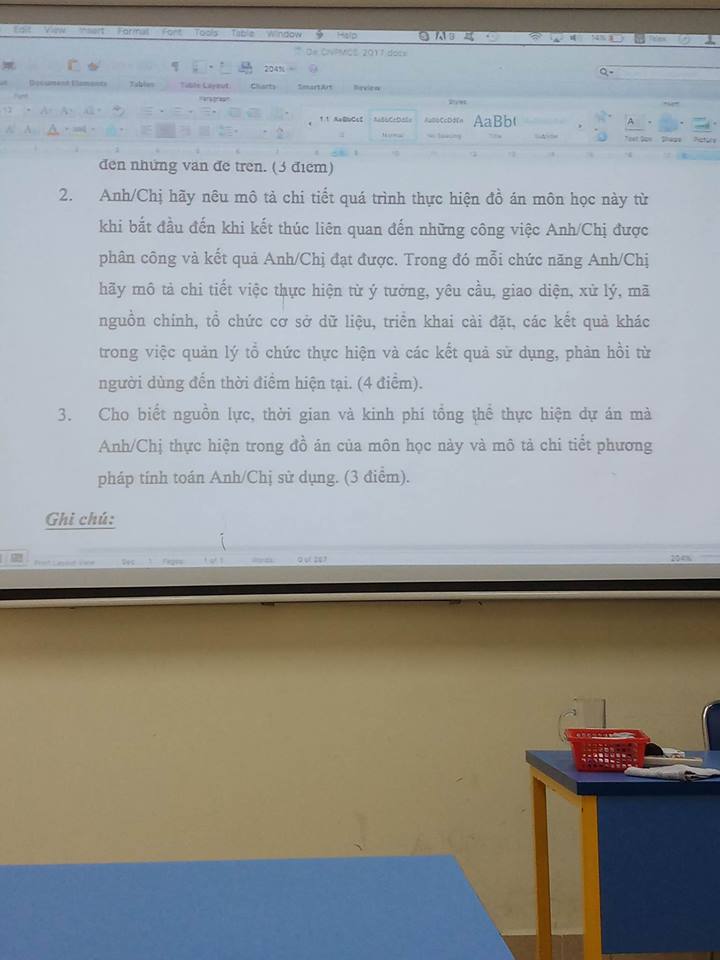 Edit View Insert Format Font Tools Table Window Help 14%
De CNPMCS 2017.docx
204%
Document Elements Tables Table Layout Charts SmartArt Review
Paragraph Styles Insert
AaBbCcDdEe AaBbCcDdEe AaBb(
Normal No Spacing Title Subtitle Text Box Shape Picture
đến những vấn đề trên. (3 điểm)
2. Anh/Chị hãy nêu mô tả chi tiết quá trình thực hiện đồ án môn học này từ
khi bắt đầu đến khi kết thúc liên quan đến những công việc Anh/Chị được
phân công và kết quả Anh/Chị đạt được. Trong đó mỗi chức năng Anh/Chị
hãy mô tả chi tiết việc thực hiện từ ý tưởng, yêu cầu, giao diện, xử lý, mã
nguồn chính, tổ chức cơ sở dữ liệu, triển khai cài đặt, các kết quả khác
trong việc quản lý tổ chức thực hiện và các kết quả sử dụng, phản hồi từ
người dùng đến thời điểm hiện tại. (4 điểm).
3. Cho biết nguồn lực, thời gian và kinh phí tổng thể thực hiện dự án mà
Anh/Chị thực hiện trong đồ án của môn học này và mô tả chi tiết phương
pháp tính toán Anh/Chị sử dụng. (3 điểm).
Ghi chú:
Print Layout View Sec 1 Pages: 1 of 1 Words: 0 of 267 204%